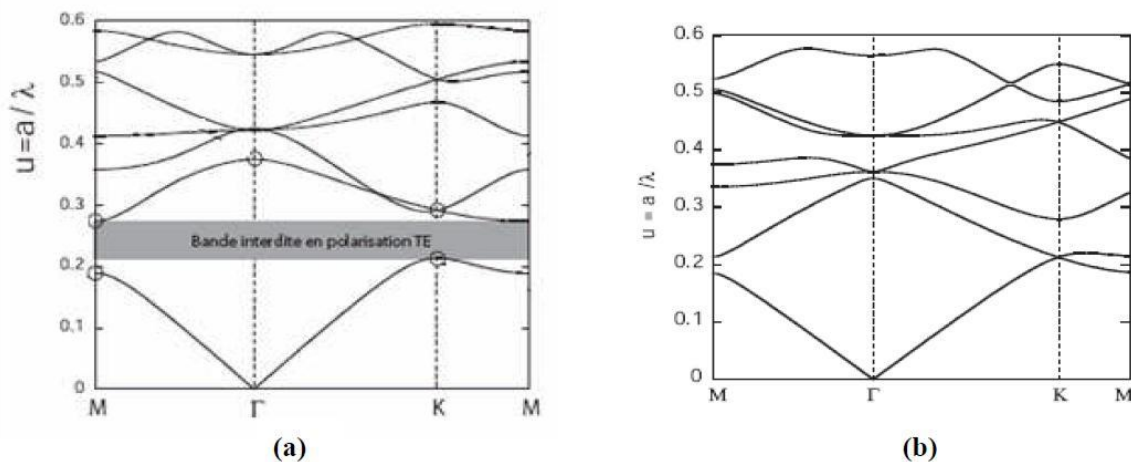 0.6
0.5
0.4
0.3
0.2
0.1
0
u = a / λ
Bande interdite en polarisation TE
M Γ K M
(a)
0.6
0.5
0.4
0.3
0.2
0.1
0
u = a /λ
M Γ K M
(b)